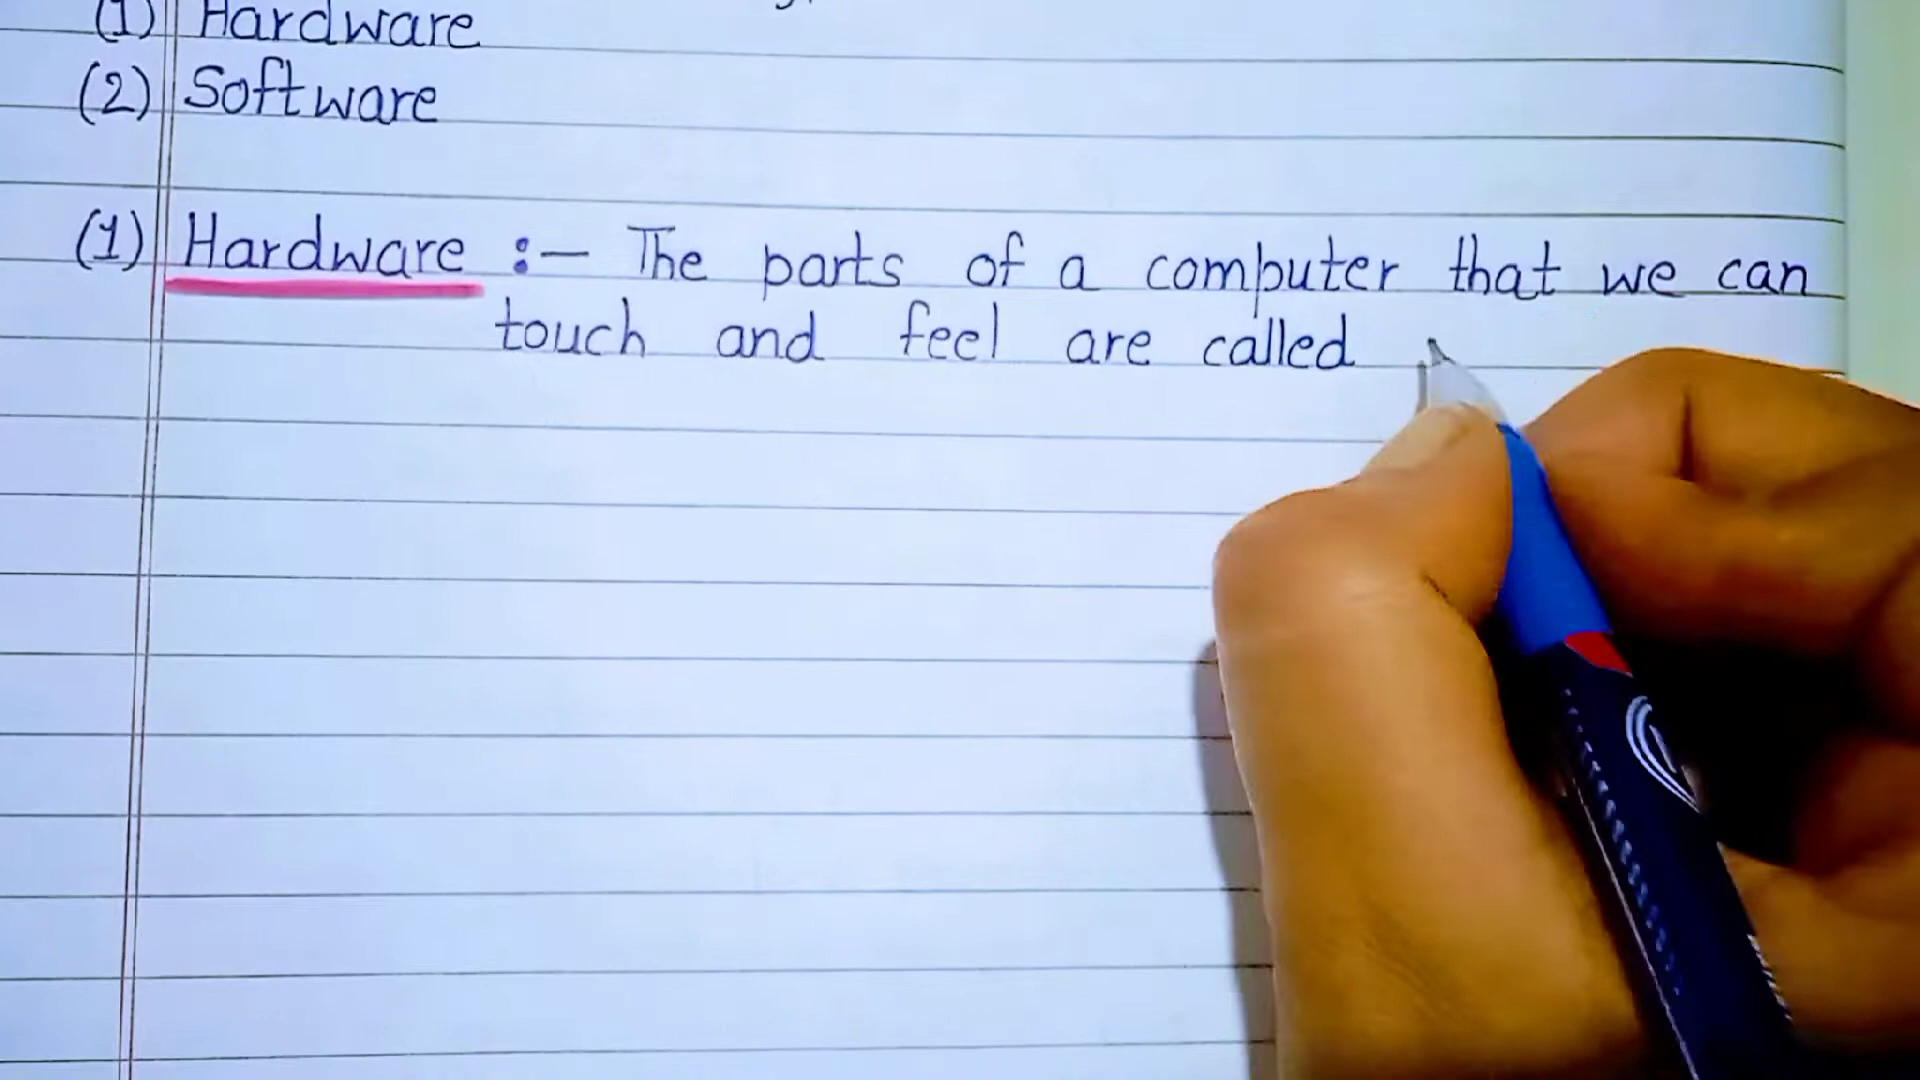 (1) Hardware
(2) Software
(1) Hardware :- The parts of a computer that we can
touch and feel are called